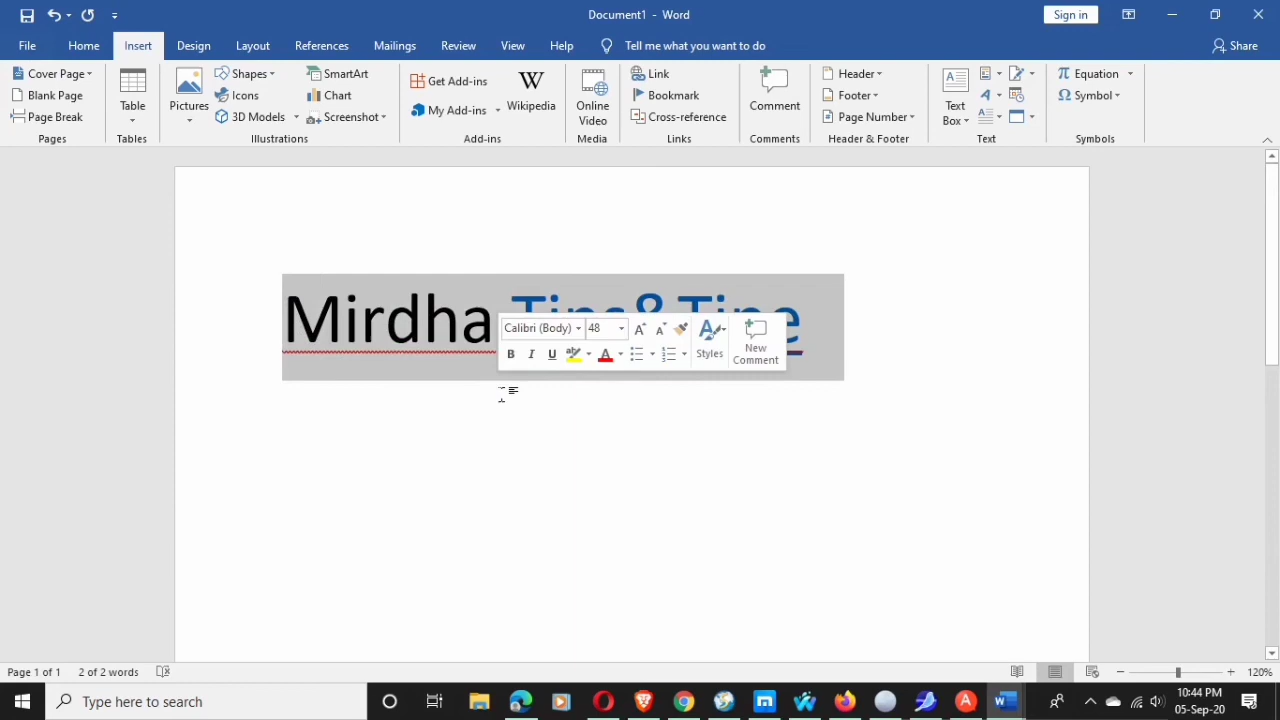 Document1 - Word
Sign in
File Home Insert Design Layout References Mailings Review View Help Tell me what you want to do Share
Cover Page
Blank Page
Page Break
Pages
Table
Tables
Pictures
Shapes
Icons
3D Models
SmartArt
Chart
Screenshot
Illustrations
Get Add-ins
My Add-ins
W
Wikipedia
Add-ins
Online
Video
Media
Link
Bookmark
Cross-reference
Links
Comment
Comments
Header
Footer
Page Number
Header & Footer
Text
Box
Text
Equation
Symbol
Symbols
Mirdha
Calibri (Body) 48
B I U
Styles
New
Comment
Page 1 of 1 2 of 2 words 120%
Type here to search
10:44 PM
05-Sep-20